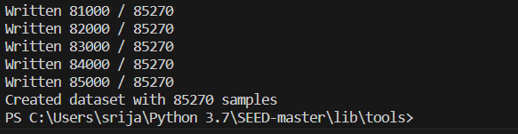 Written 81000 / 85270
Written 82000 / 85270
Written 83000 / 85270
Written 84000 / 85270
Written 85000 / 85270
Created dataset with 85270 samples
PS C:\Users\srija\Python 3.7\SEED-master\lib\tools>